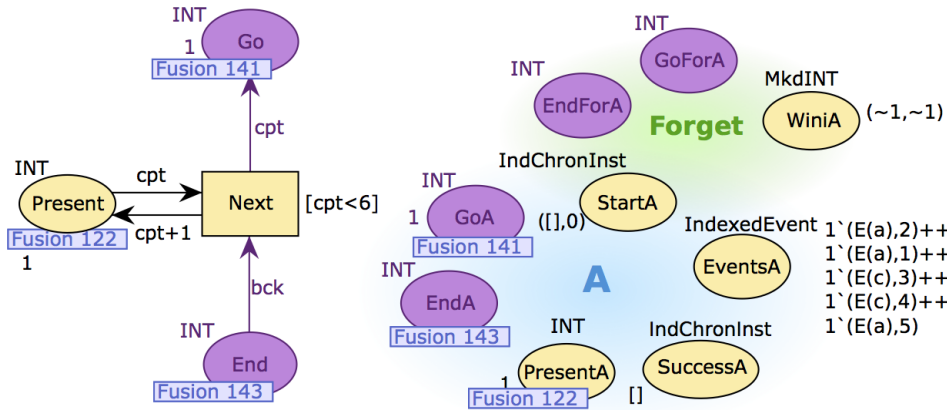 INT
1
Go
Fusion 141
cpt
INT
Present
Fusion 122
1
cpt
cpt+1
Next
[cpt<6]
bck
INT
End
Fusion 143
INT
GoForA
INT
EndForA
MkdINT
WiniA
(~1,~1)
Forget
IndChronInst
StartA
([],0)
INT
1
GoA
Fusion 141
IndexedEvent
EventsA
1`(E(a),2)++
1`(E(a),1)++
1`(E(c),3)++
1`(E(c),4)++
1`(E(a),5)
A
INT
EndA
Fusion 143
INT
PresentA
1
Fusion 122
IndChronInst
SuccessA
[]